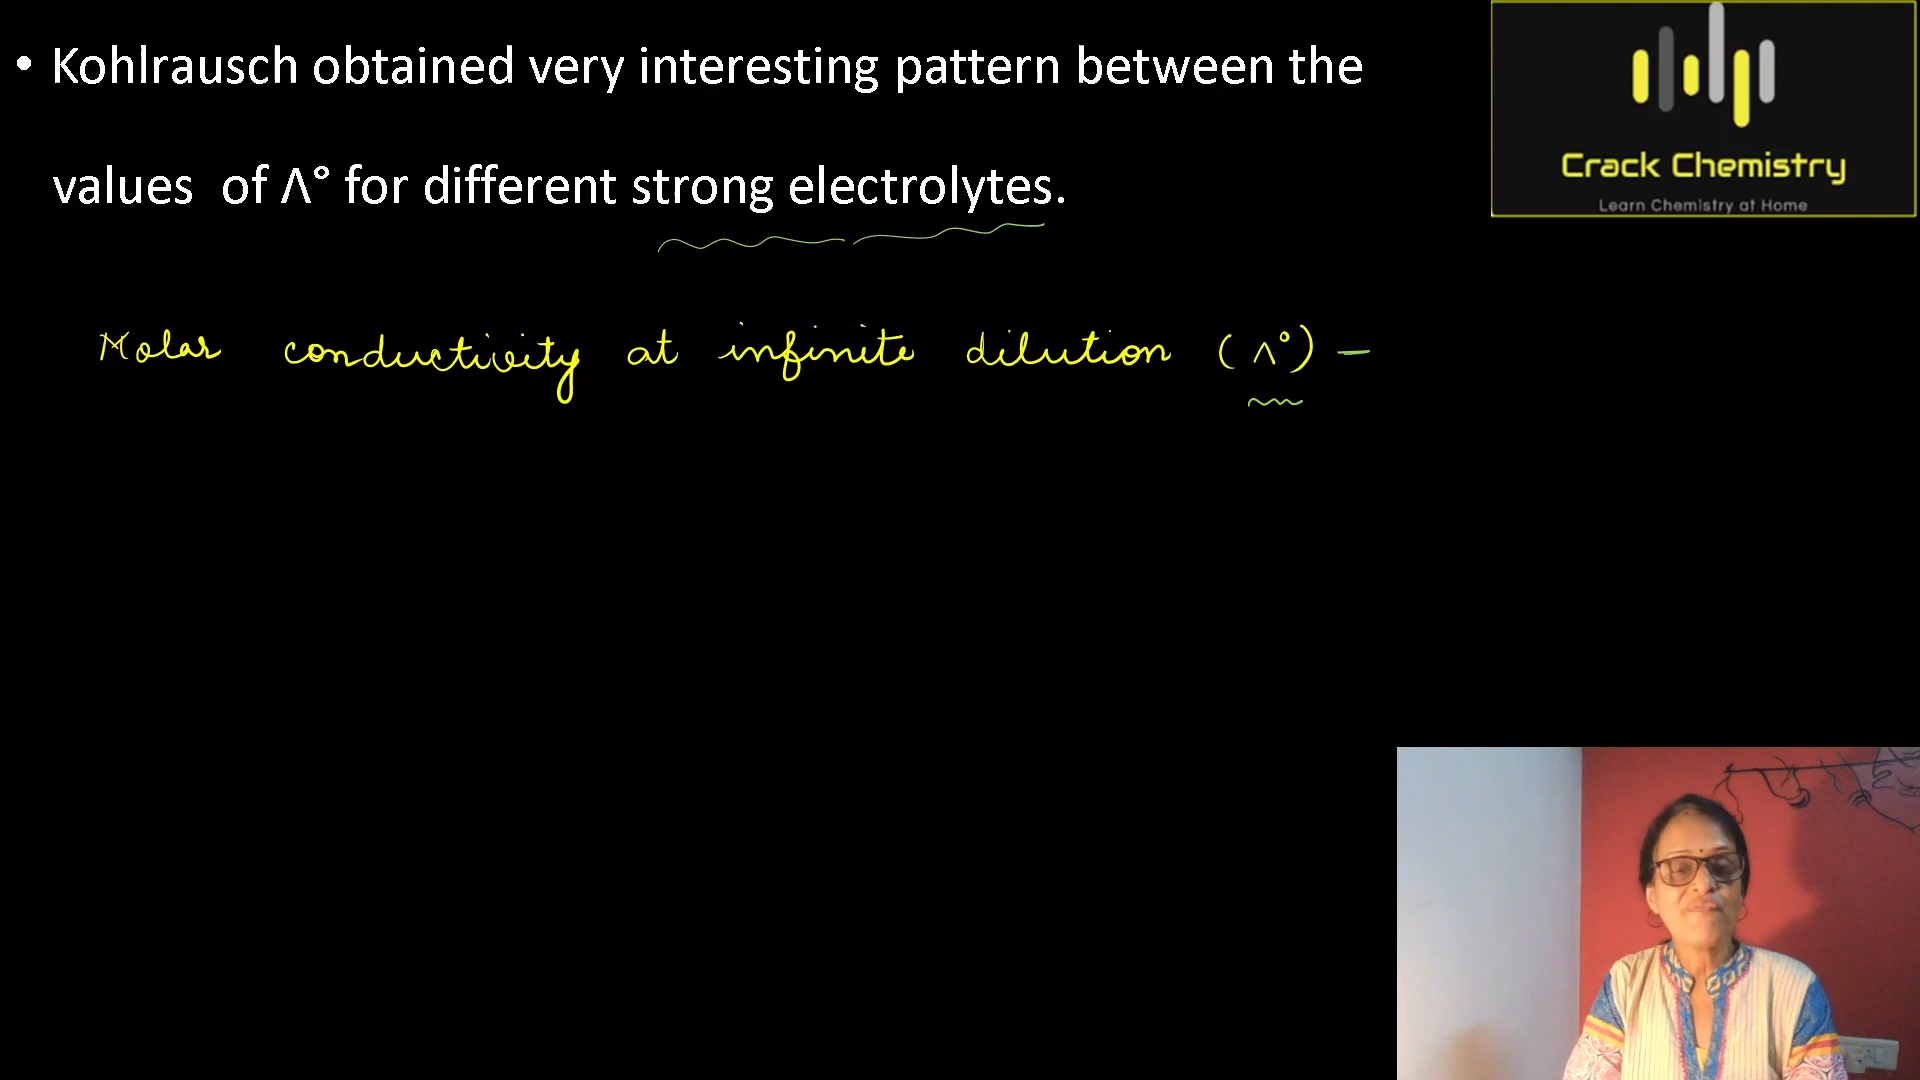 • Kohlrausch obtained very interesting pattern between the
values of Λ° for different strong electrolytes.
Crack Chemistry
Learn Chemistry at Home
Molar conductivity at infinite dilution (Λ°) –